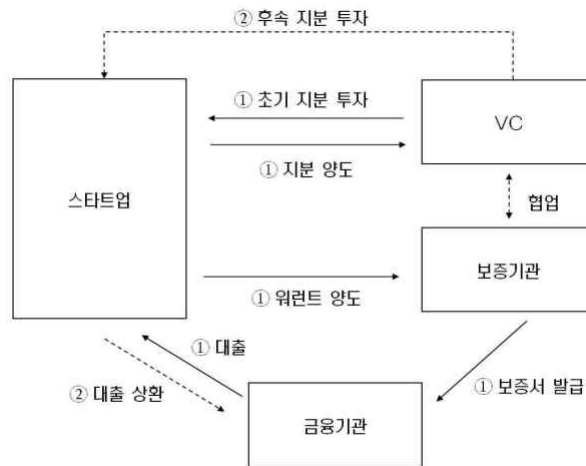 ② 후속 지분 투자
① 초기 지분 투자
VC
① 지분 양도
스타트업
협업
보증기관
① 워런트 양도
① 대출
② 대출 상환
① 보증서 발급
금융기관